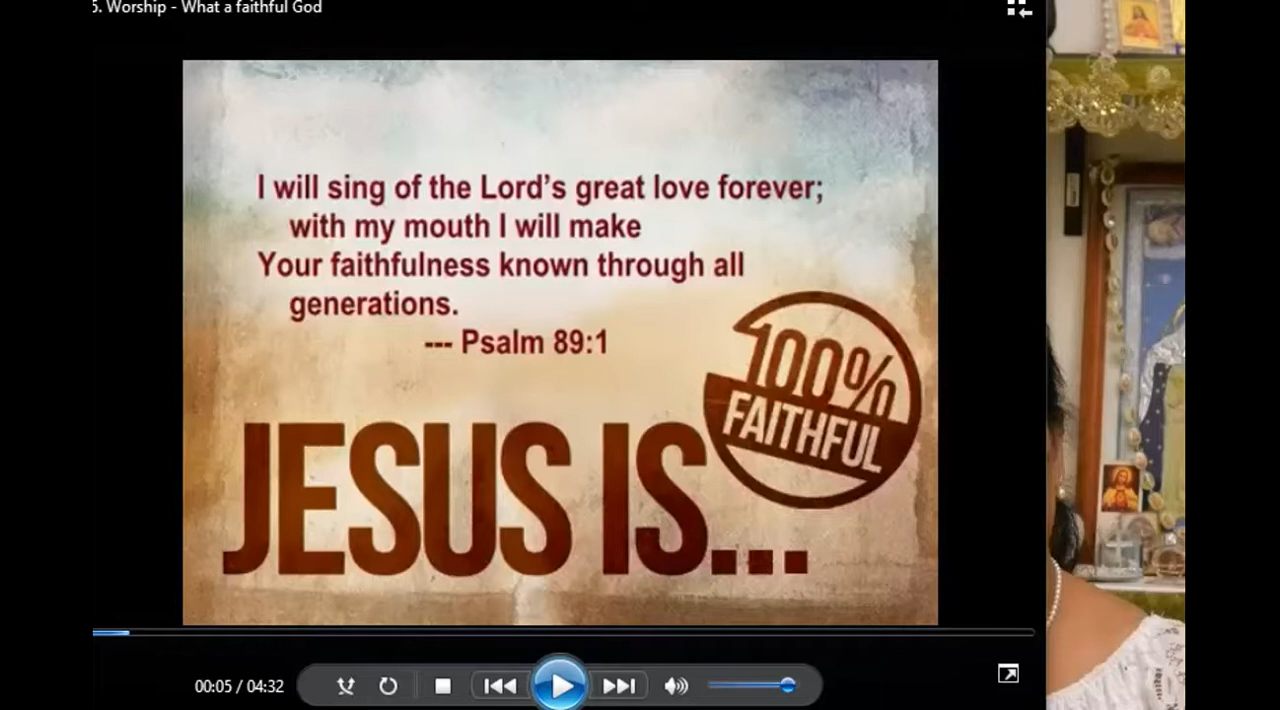 5. Worship - What a faithful God
I will sing of the Lord's great love forever;
with my mouth I will make
Your faithfulness known through all
generations.
--- Psalm 89:1
100%
FAITHFUL
JESUS IS...
00:05 / 04:32